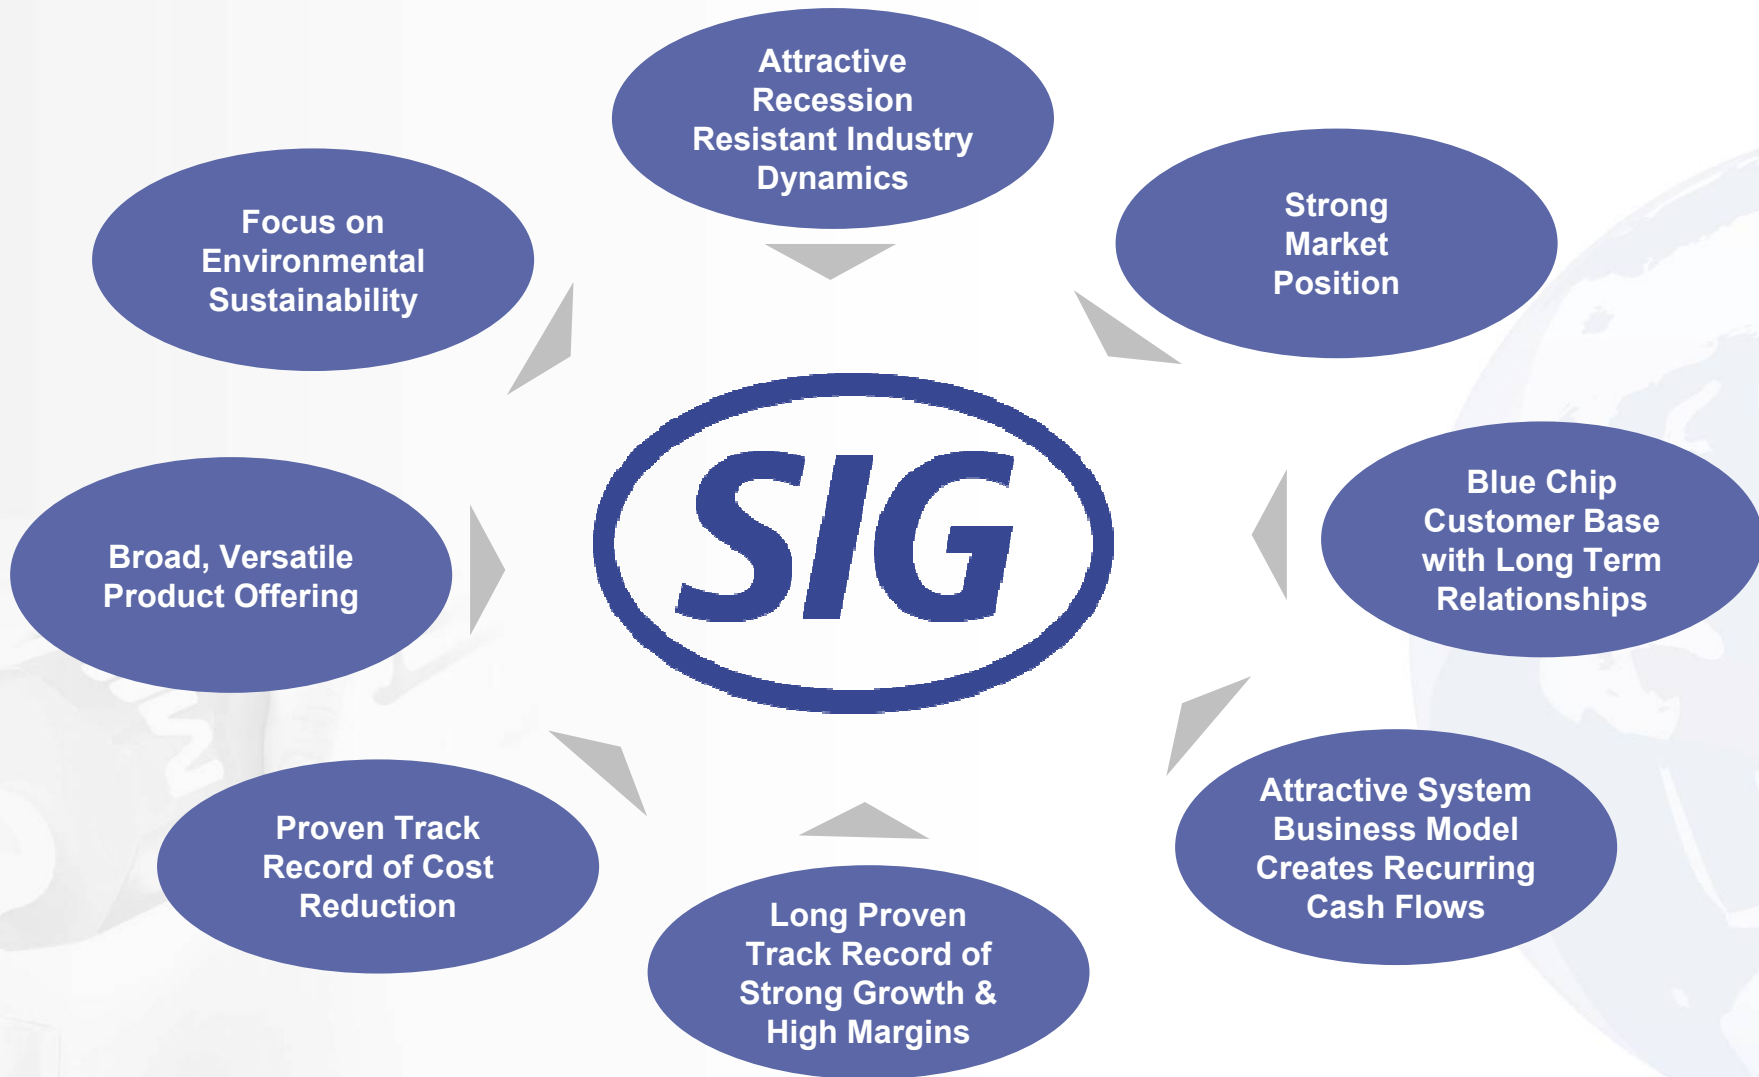 Attractive
Recession
Resistant Industry
Dynamics
Strong
Market
Position
Focus on
Environmental
Sustainability
SIG
Blue Chip
Customer Base
with Long Term
Relationships
Broad, Versatile
Product Offering
Attractive System
Business Model
Creates Recurring
Cash Flows
Proven Track
Record of Cost
Reduction
Long Proven
Track Record of
Strong Growth &
High Margins